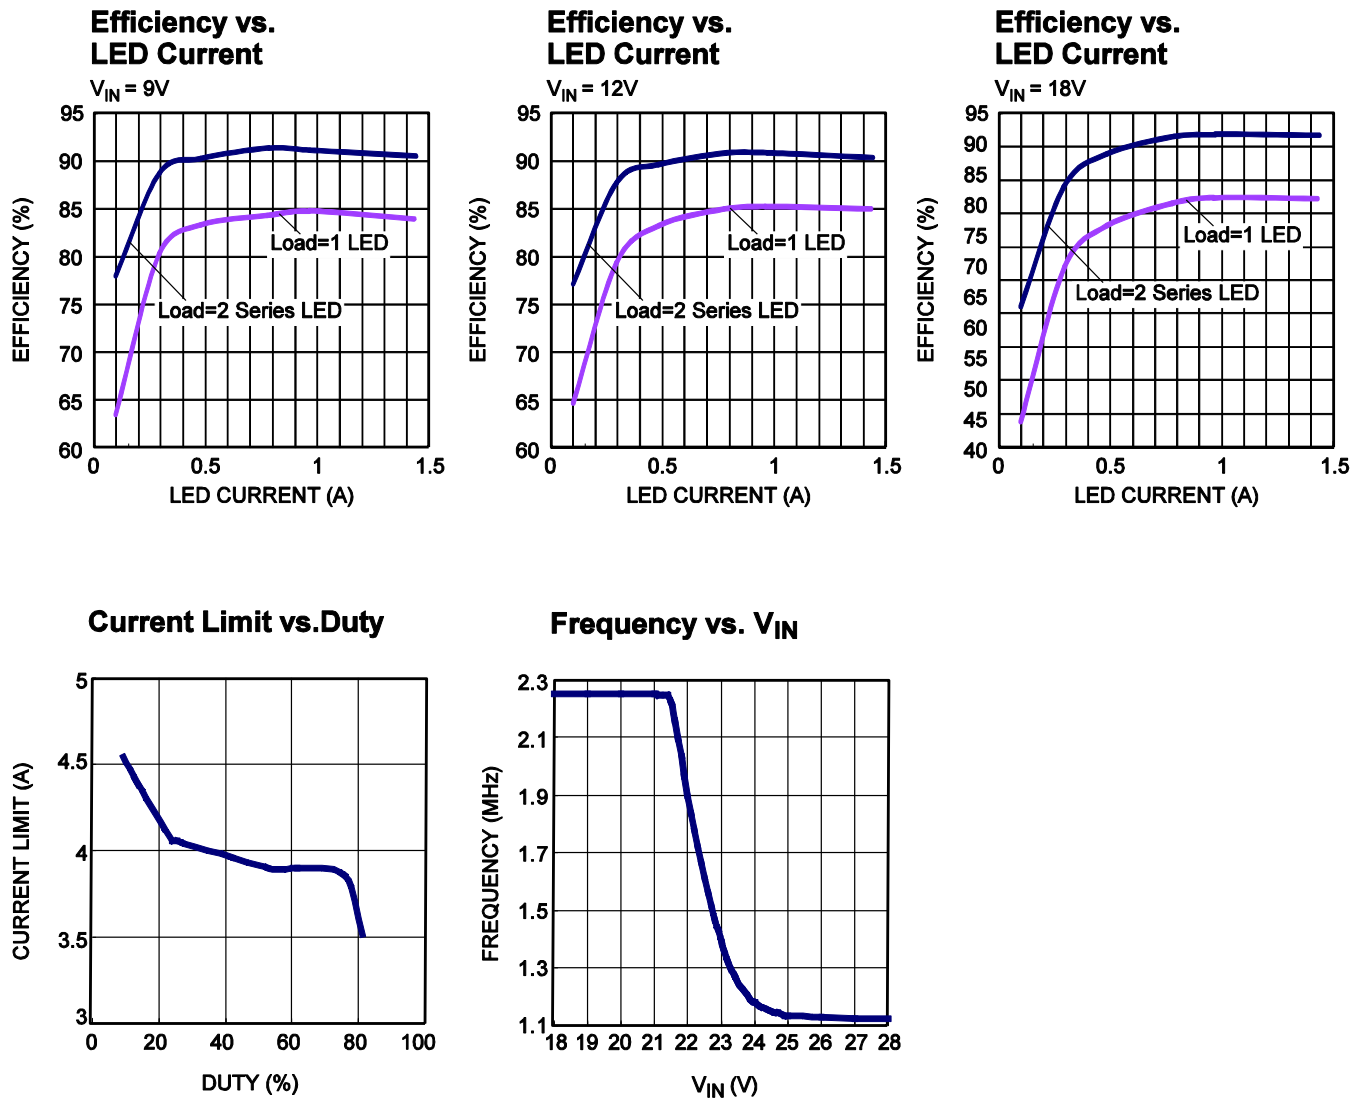 Efficiency vs.
LED Current
VIN = 9V
95
90
85
80
75
70
65
60
0
0.5
1
1.5
EFFICIENCY (%)
LED CURRENT (A)
Load=1 LED
Load=2 Series LED
Efficiency vs.
LED Current
VIN = 12V
95
90
85
80
75
70
65
60
0
0.5
1
1.5
EFFICIENCY (%)
LED CURRENT (A)
Load=1 LED
Load=2 Series LED
Efficiency vs.
LED Current
VIN = 18V
95
90
85
80
75
70
65
60
55
50
45
40
0
0.5
1
1.5
EFFICIENCY (%)
LED CURRENT (A)
Load=1 LED
Load=2 Series LED
Current Limit vs.Duty
5
4.5
4
3.5
3
0 20 40 60 80 100
CURRENT LIMIT (A)
DUTY (%)
Frequency vs. VIN
2.3
2.1
1.9
1.7
1.5
1.3
1.1
18 19 20 21 22 23 24 25 26 27 28
FREQUENCY (MHz)
VIN (V)